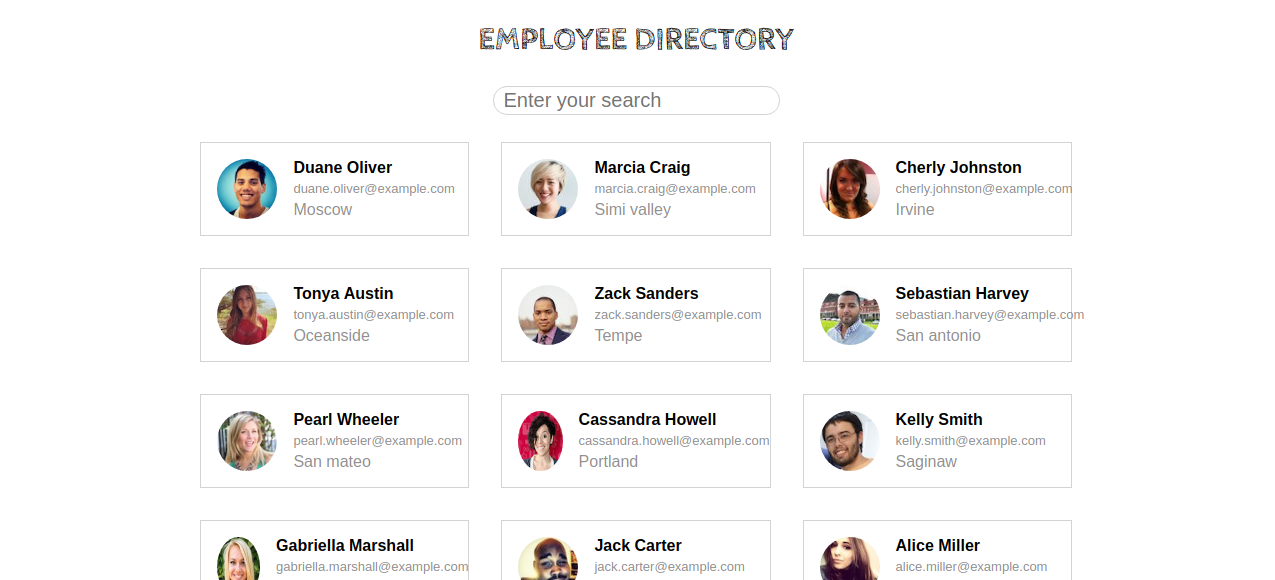 EMPLOYEE DIRECTORY
Enter your search
Duane Oliver
duane.oliver@example.com
Moscow
Marcia Craig
marcia.craig@example.com
Simi valley
Cherly Johnston
cherly.johnston@example.com
Irvine
Tonya Austin
tonya.austin@example.com
Oceanside
Zack Sanders
zack.sanders@example.com
Tempe
Sebastian Harvey
sebastian.harvey@example.com
San antonio
Pearl Wheeler
pearl.wheeler@example.com
San mateo
Cassandra Howell
cassandra.howell@example.com
Portland
Kelly Smith
kelly.smith@example.com
Saginaw
Gabriella Marshall
gabriella.marshall@example.com
Jack Carter
jack.carter@example.com
Alice Miller
alice.miller@example.com